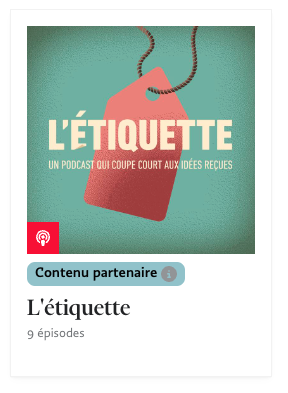 L'ÉTIQUETTE
UN PODCAST QUI COUPE COURT AUX IDÉES REÇUES
Contenu partenaire i
L'étiquette
9 épisodes